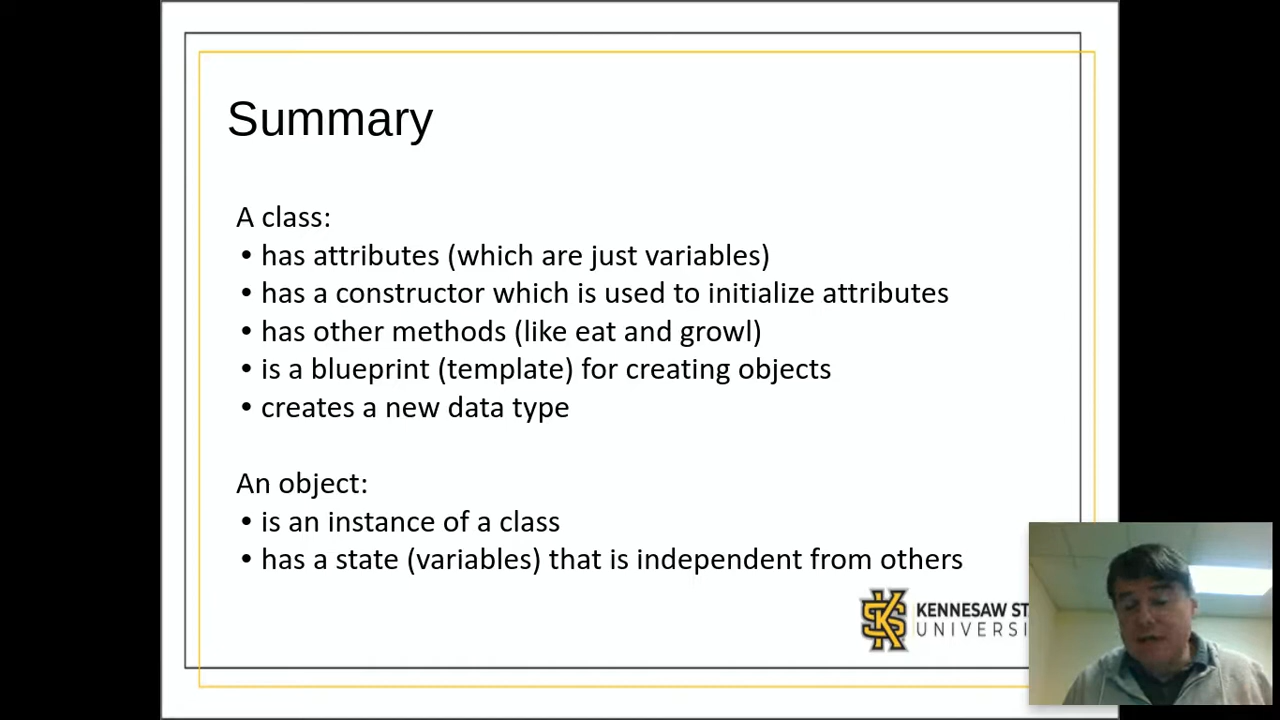 Summary
A class:
• has attributes (which are just variables)
• has a constructor which is used to initialize attributes
• has other methods (like eat and growl)
• is a blueprint (template) for creating objects
• creates a new data type
An object:
• is an instance of a class
• has a state (variables) that is independent from others
KENNESAW ST
UNIVERSI